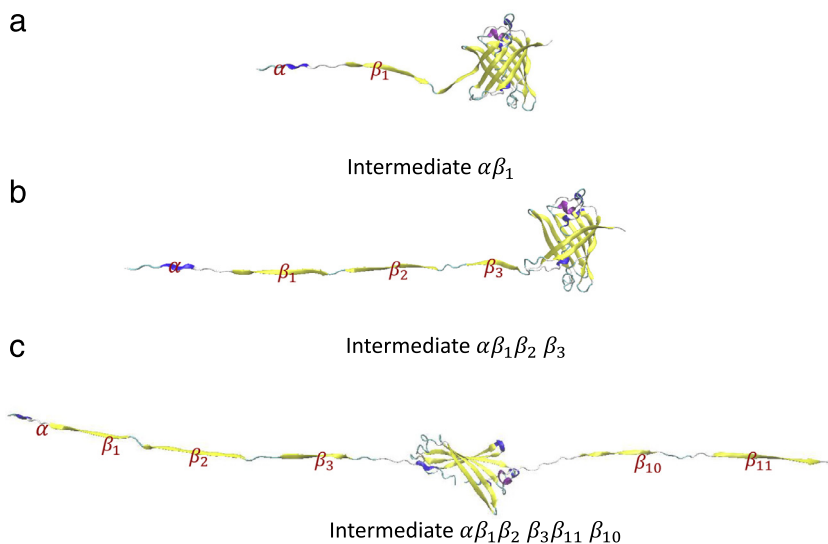 a
α β₁
Intermediate αβ₁
b
α β₁ β₂ β₃
Intermediate αβ₁β₂ β₃
c
α β₁ β₂ β₃ β₁₀ β₁₁
Intermediate αβ₁β₂ β₃β₁₁ β₁₀